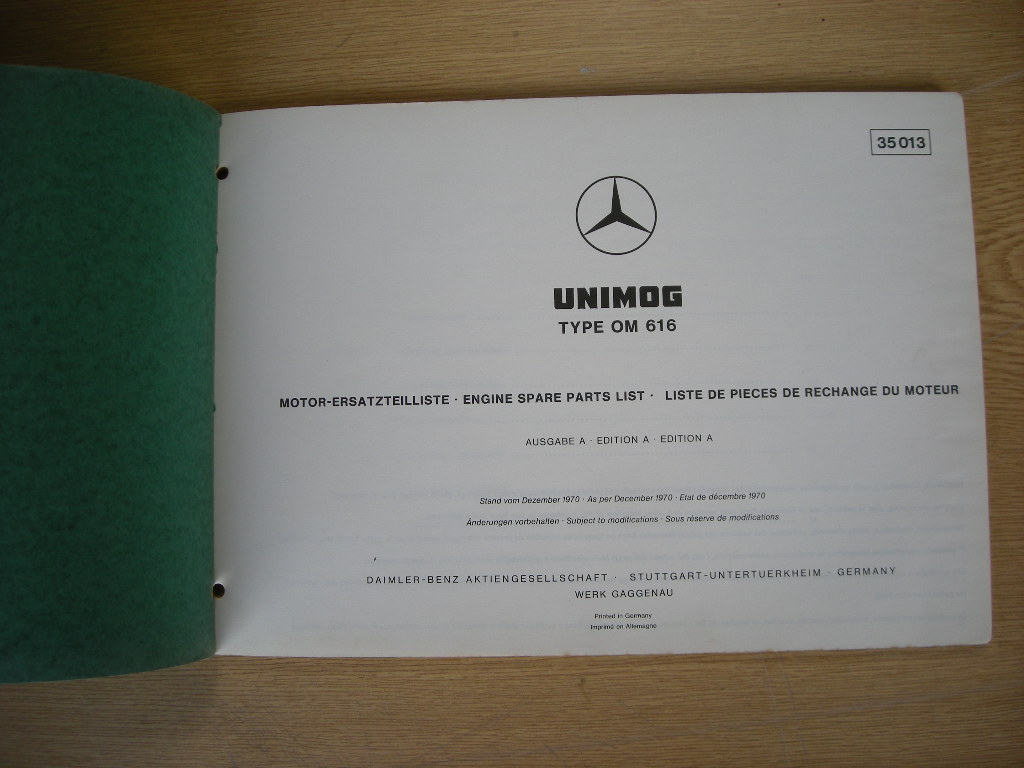 35 013
UNIMOG
TYPE OM 616
MOTOR-ERSATZTEILLISTE · ENGINE SPARE PARTS LIST · LISTE DE PIECES DE RECHANGE DU MOTEUR
AUSGABE A · EDITION A · EDITION A
Stand vom Dezember 1970 · As per December 1970 · Etat de décembre 1970
Änderungen vorbehalten · Subject to modifications · Sous réserve de modifications
DAIMLER-BENZ AKTIENGESELLSCHAFT · STUTTGART-UNTERTUERKHEIM · GERMANY
WERK GAGGENAU
Printed in Germany
Imprimé en Allemagne